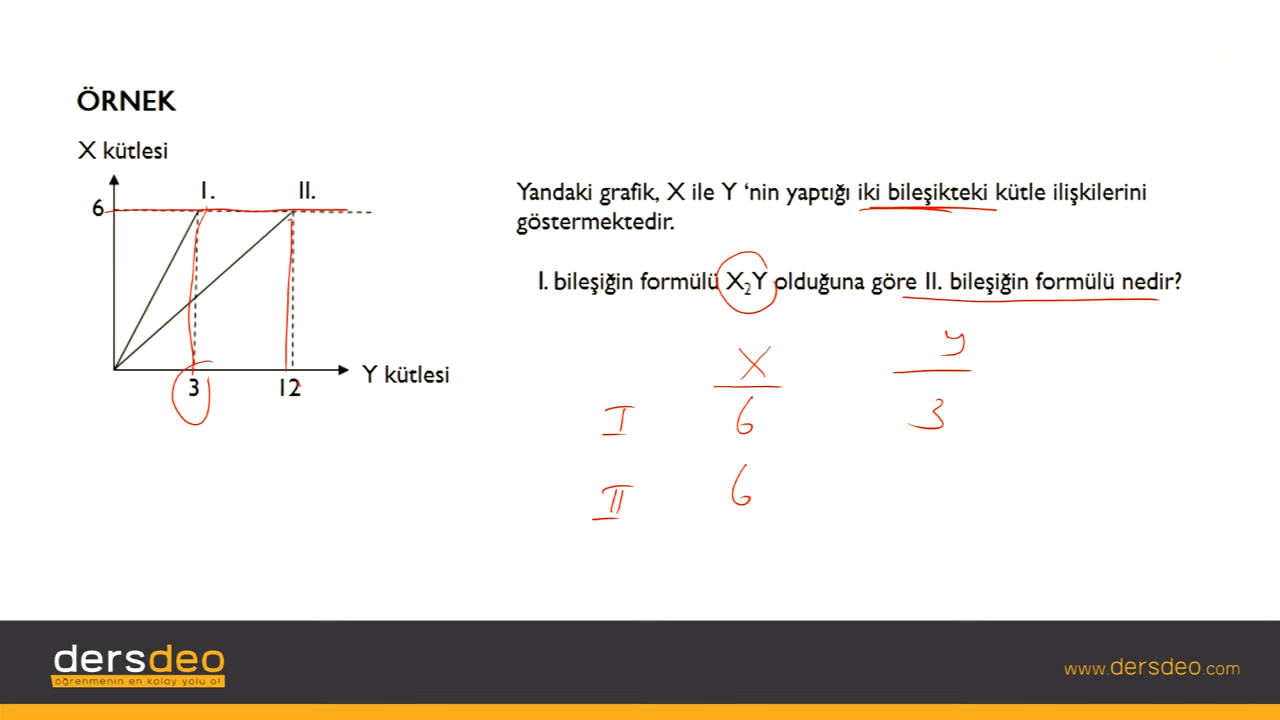 ÖRNEK
X kütlesi
I.
II.
6
3
12
Y kütlesi
Yandaki grafik, X ile Y ‘nin yaptığı iki bileşikteki kütle ilişkilerini
göstermektedir.
I. bileşiğin formülü X₂Y olduğuna göre II. bileşiğin formülü nedir?
X y
I 6 3
II 6
dersdeo
öğrenmenin en kolay yolu o!
www.dersdeo.com